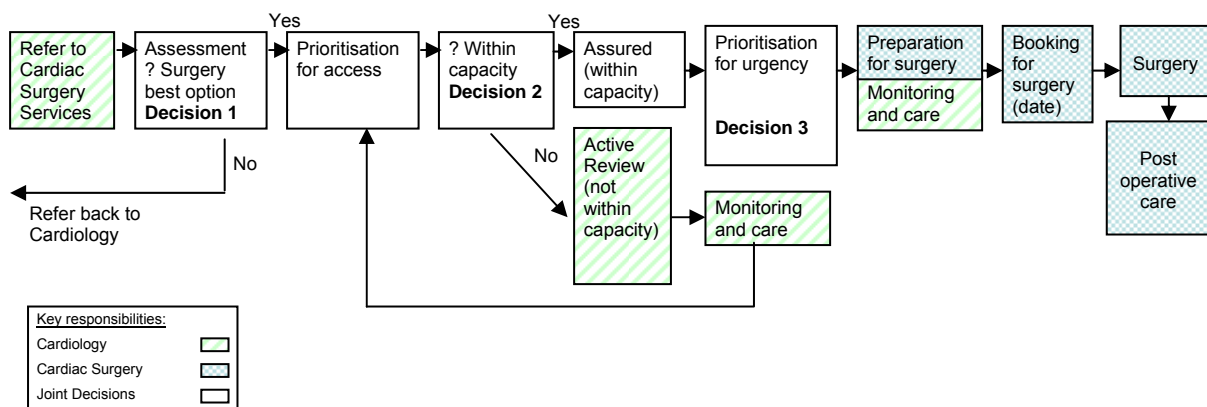 Yes
Yes
Refer to
Cardiac
Surgery
Services
Assessment
? Surgery
best option
Decision 1
Prioritisation
for access
? Within
capacity
Decision 2
Assured
(within
capacity)
Prioritisation
for urgency
Decision 3
Preparation
for surgery
Monitoring
and care
Booking
for
surgery
(date)
Surgery
Post
operative
care
No
Refer back to
Cardiology
No
Active
Review
(not
within
capacity)
Monitoring
and care
Key responsibilities:
Cardiology
Cardiac Surgery
Joint Decisions